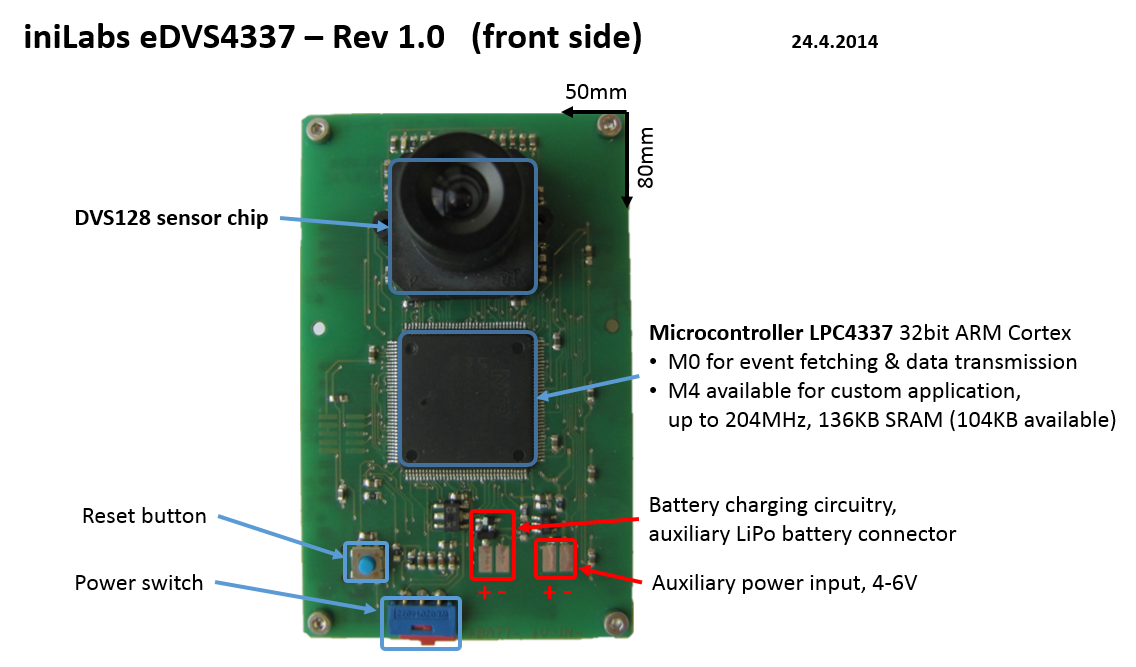 iniLabs eDVS4337 – Rev 1.0 (front side)
24.4.2014
50mm
80mm
DVS128 sensor chip
Microcontroller LPC4337 32bit ARM Cortex
• M0 for event fetching & data transmission
• M4 available for custom application,
up to 204MHz, 136KB SRAM (104KB available)
Reset button
Battery charging circuitry,
auxiliary LiPo battery connector
Power switch
Auxiliary power input, 4-6V
+ -
+ -